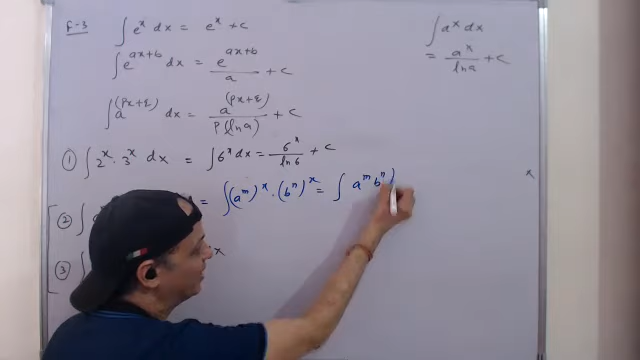 F-3
∫ e^x dx = e^x + c
∫ e^(ax+b) dx = e^(ax+b)/a + c
∫ a^(px+q) dx = a^(px+q)/(p(ln a)) + c
① ∫ 2^x · 3^x dx = ∫ 6^x dx = 6^x/ln 6 + c
② ∫ = ∫ (a^m)^x · (b^n)^x = ∫ a^m b^n)
③ ∫ x
∫ a^x dx
= a^x/ln a + c
x